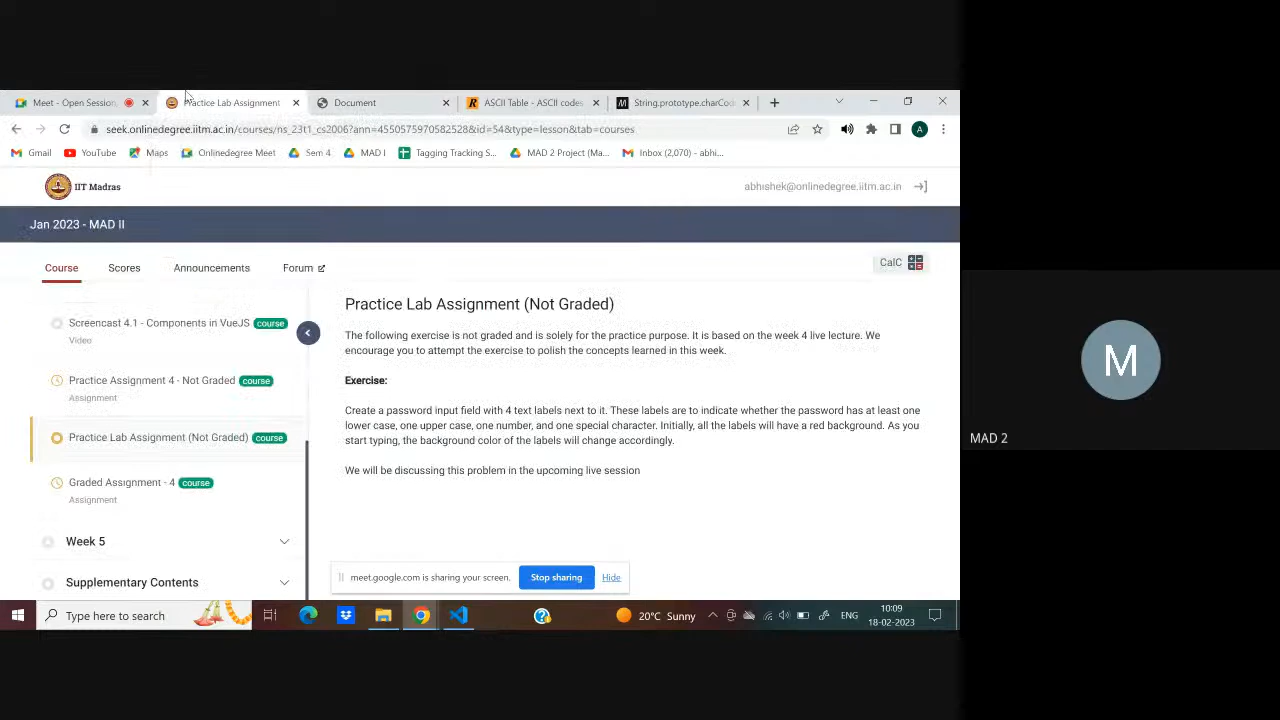 Meet - Open Session
Practice Lab Assignment
Document
ASCII Table - ASCII codes
String.prototype.charCod
seek.onlinedegree.iitm.ac.in/courses/ns_23t1_cs2006?ann=4550575970582528&id=54&type=lesson&tab=courses
A
Gmail
YouTube
Maps
Onlinedegree Meet
Sem 4
MAD I
Tagging Tracking S...
MAD 2 Project (Ma...
Inbox (2,070) - abhi...
IIT Madras
abhishek@onlinedegree.iitm.ac.in
Jan 2023 - MAD II
Course
Scores
Announcements
Forum
CalC
Screencast 4.1 - Components in VueJS course
Video
Practice Assignment 4 - Not Graded course
Assignment
Practice Lab Assignment (Not Graded) course
Graded Assignment - 4 course
Assignment
Week 5
Supplementary Contents
Practice Lab Assignment (Not Graded)
The following exercise is not graded and is solely for the practice purpose. It is based on the week 4 live lecture. We
encourage you to attempt the exercise to polish the concepts learned in this week.
Exercise:
Create a password input field with 4 text labels next to it. These labels are to indicate whether the password has at least one
lower case, one upper case, one number, and one special character. Initially, all the labels will have a red background. As you
start typing, the background color of the labels will change accordingly.
We will be discussing this problem in the upcoming live session
meet.google.com is sharing your screen.
Stop sharing
Hide
Type here to search
20°C Sunny
ENG
10:09
18-02-2023
M
MAD 2